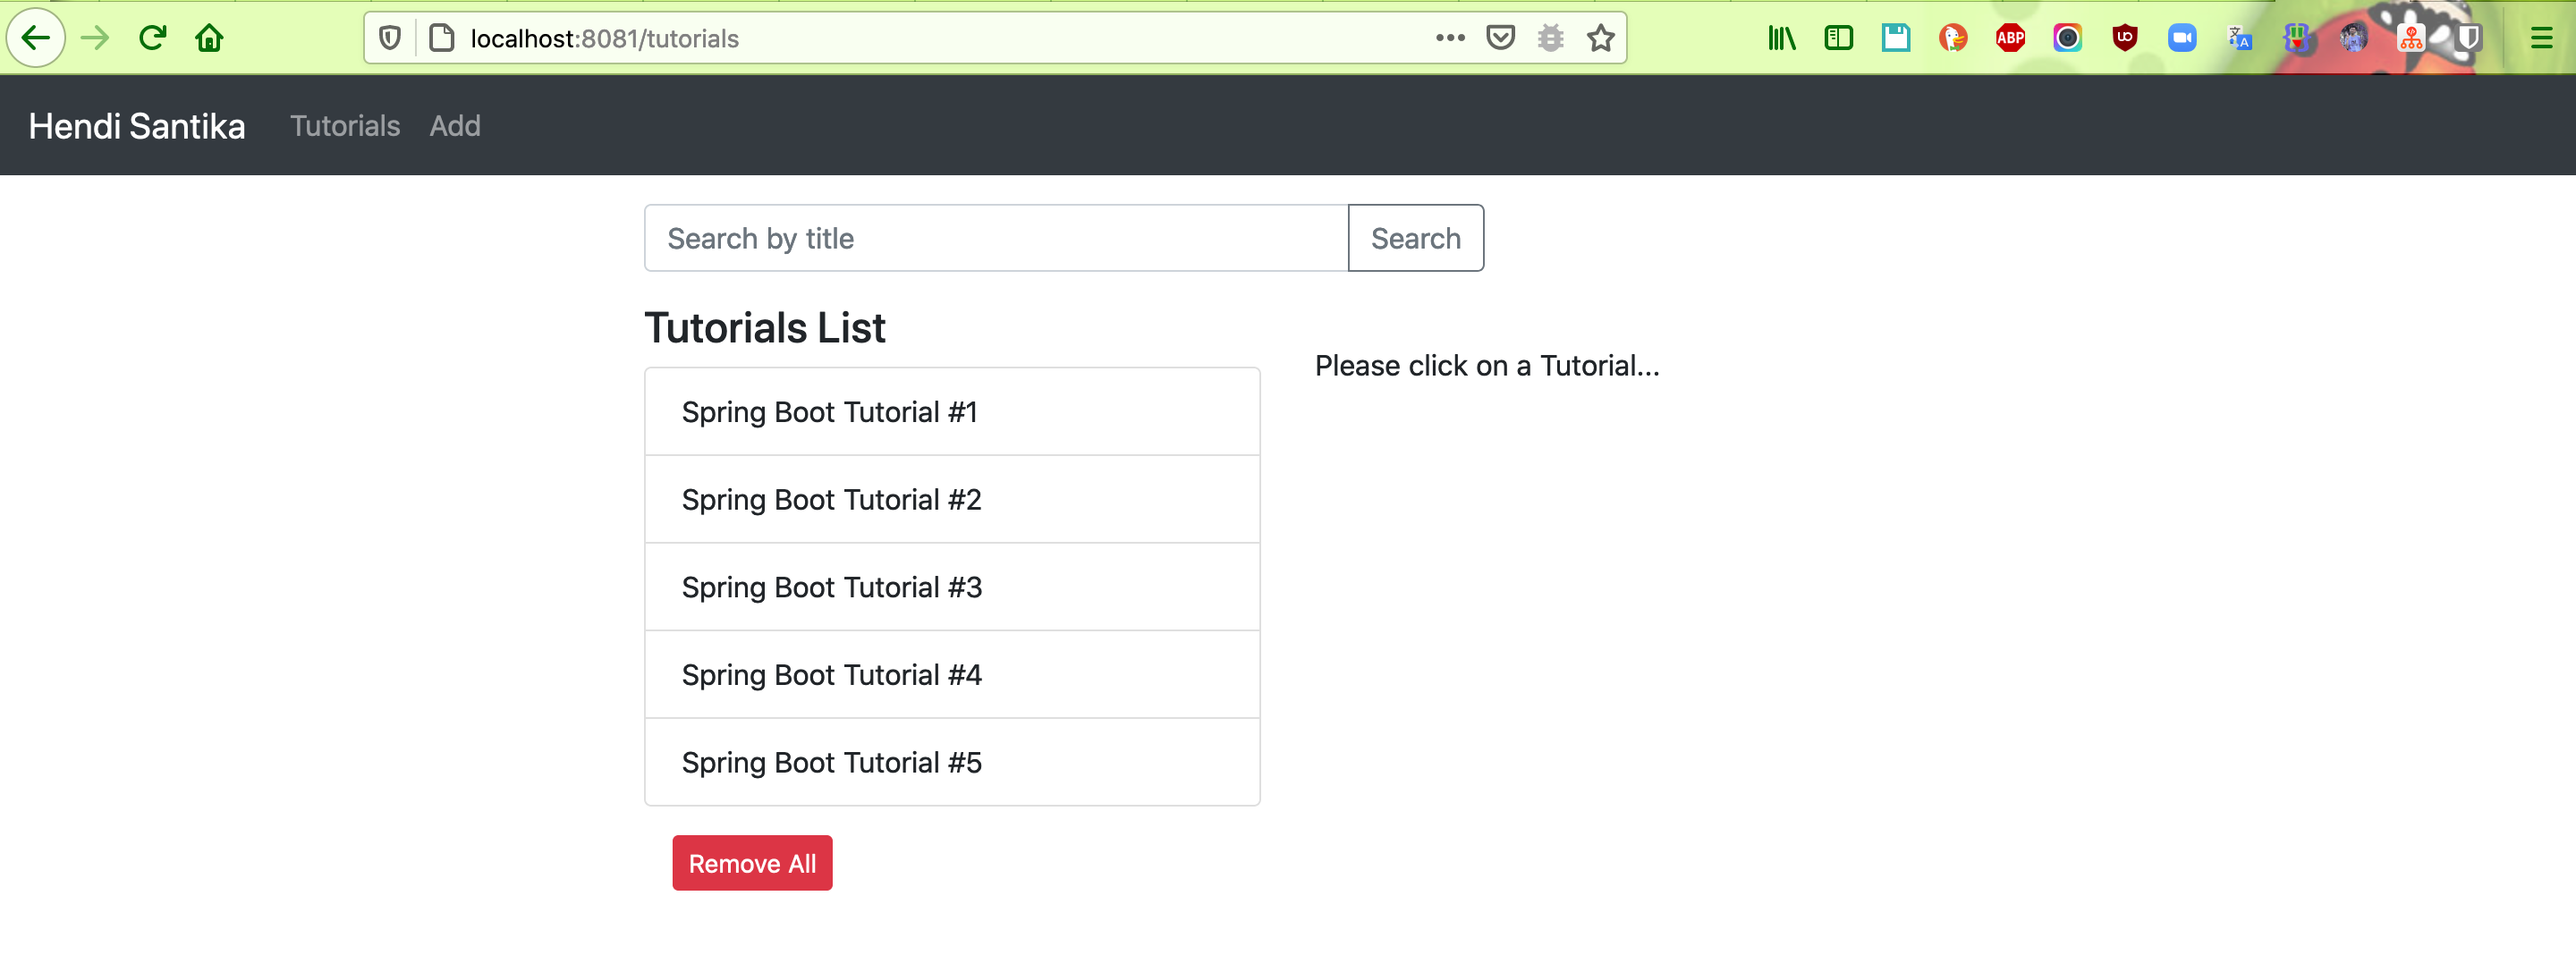 localhost:8081/tutorials
ABP
Hendi Santika Tutorials Add
Search by title Search
Tutorials List
Please click on a Tutorial...
Spring Boot Tutorial #1
Spring Boot Tutorial #2
Spring Boot Tutorial #3
Spring Boot Tutorial #4
Spring Boot Tutorial #5
Remove All